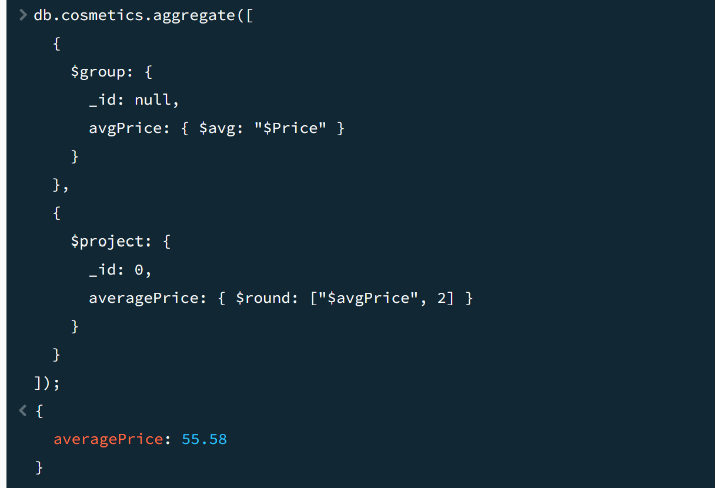 > db.cosmetics.aggregate([
{
$group: {
_id: null,
avgPrice: { $avg: "$Price" }
}
},
{
$project: {
_id: 0,
averagePrice: { $round: ["$avgPrice", 2] }
}
}
]);
< {
averagePrice: 55.58
}